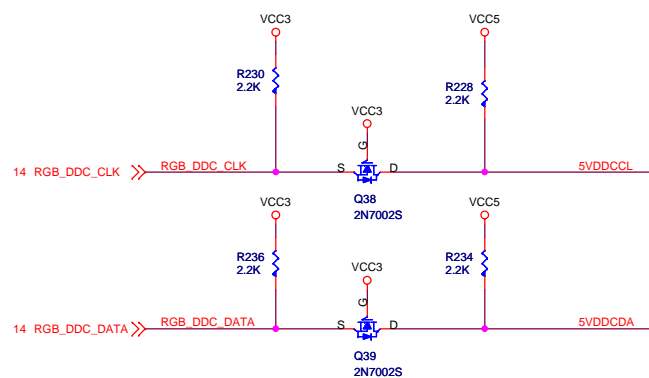 VCC3 VCC5
R230
2.2K
R228
2.2K
VCC3
G
14 RGB_DDC_CLK RGB_DDC_CLK S D 5VDDCCL
Q38
2N7002S
VCC3 VCC5
R236
2.2K
R234
2.2K
VCC3
G
14 RGB_DDC_DATA RGB_DDC_DATA S D 5VDDCDA
Q39
2N7002S